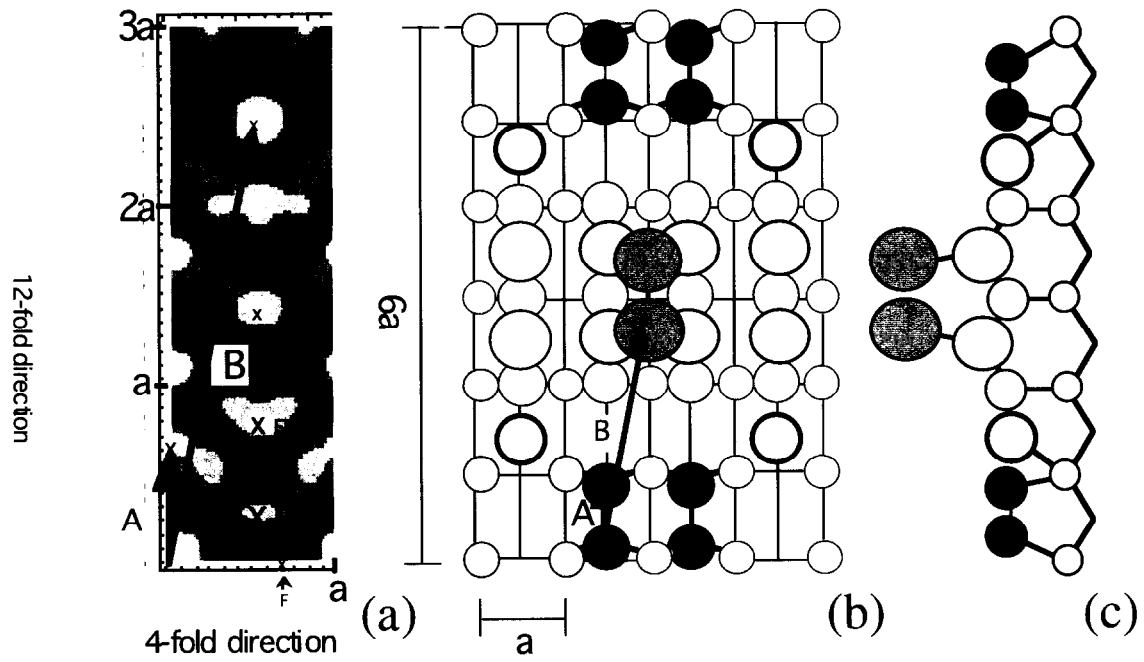 3a
2a
a
12-fold direction
B
A
x
x
x
x
x
F
F
a
(a)
4-fold direction
6a
B
A
a
(b)
(c)